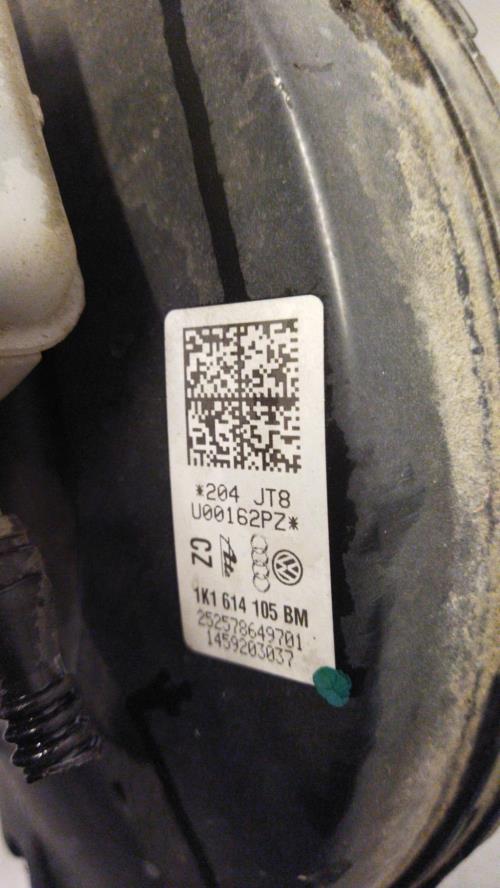 *204 JT8
U00162PZ*
CZ
1K1 614 105 BM
252578649701
1459203037